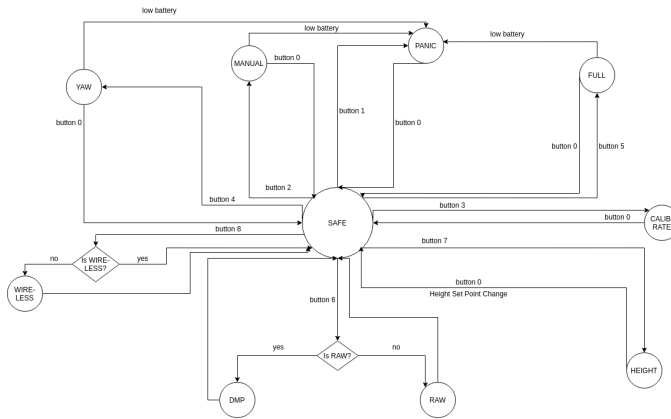 low battery
low battery
low battery
PANIC
MANUAL
button 0
YAW
FULL
button 1
button 0
button 0
button 0
button 5
button 2
button 4
button 3
SAFE
button 0
CALIB
RATE
button 8
button 7
Is WIRE-
LESS?
no
yes
WIRE-
LESS
button 0
Height Set Point Change
button 6
Is RAW?
yes
no
HEIGHT
DMP
RAW